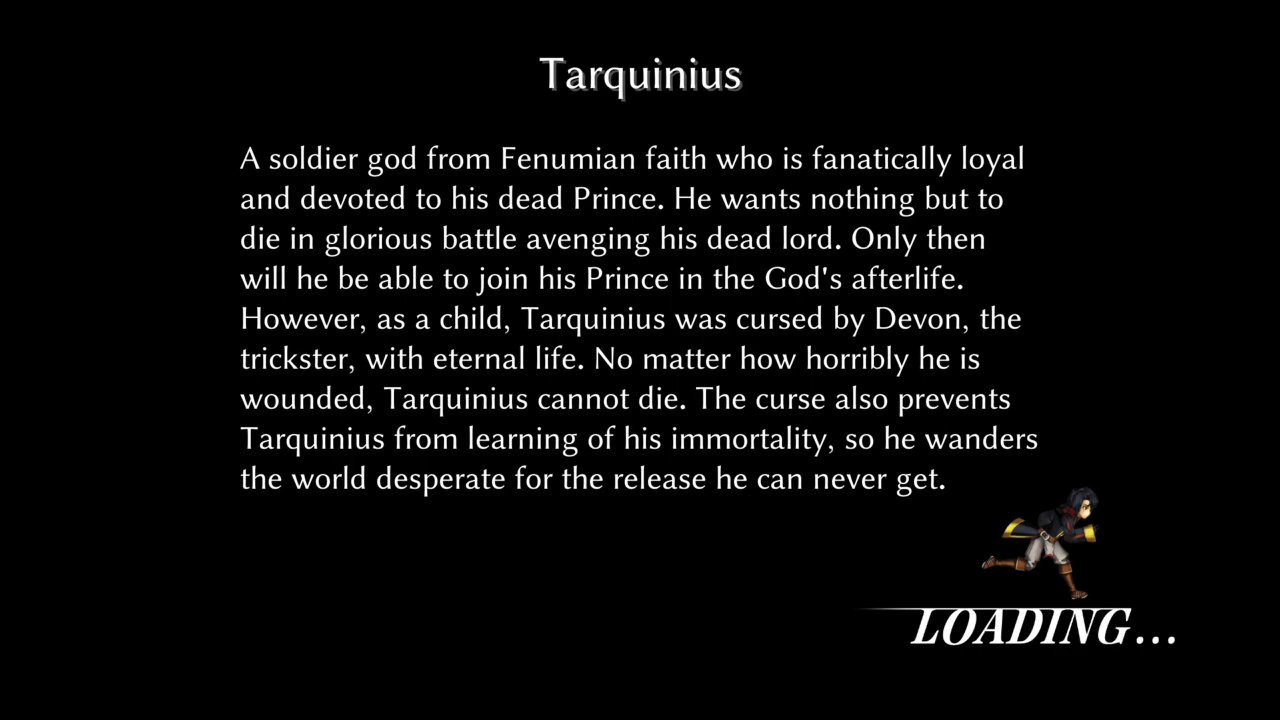 Tarquinius
A soldier god from Fenumian faith who is fanatically loyal
and devoted to his dead Prince. He wants nothing but to
die in glorious battle avenging his dead lord. Only then
will he be able to join his Prince in the God's afterlife.
However, as a child, Tarquinius was cursed by Devon, the
trickster, with eternal life. No matter how horribly he is
wounded, Tarquinius cannot die. The curse also prevents
Tarquinius from learning of his immortality, so he wanders
the world desperate for the release he can never get.
LOADING...